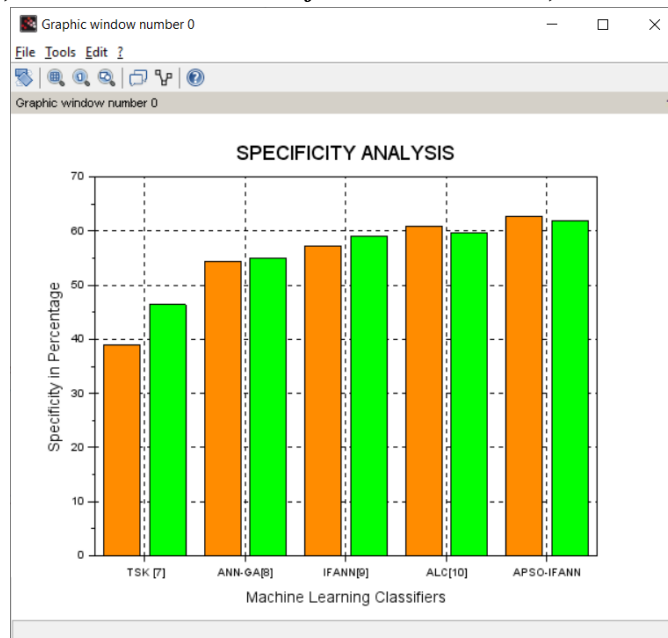 Graphic window number 0
File Tools Edit ?
Graphic window number 0
SPECIFICITY ANALYSIS
Specificity in Percentage
70
60
50
40
30
20
10
0
TSK [7] ANN-GA[8] IFANN[9] ALC[10] APSO-IFANN
Machine Learning Classifiers